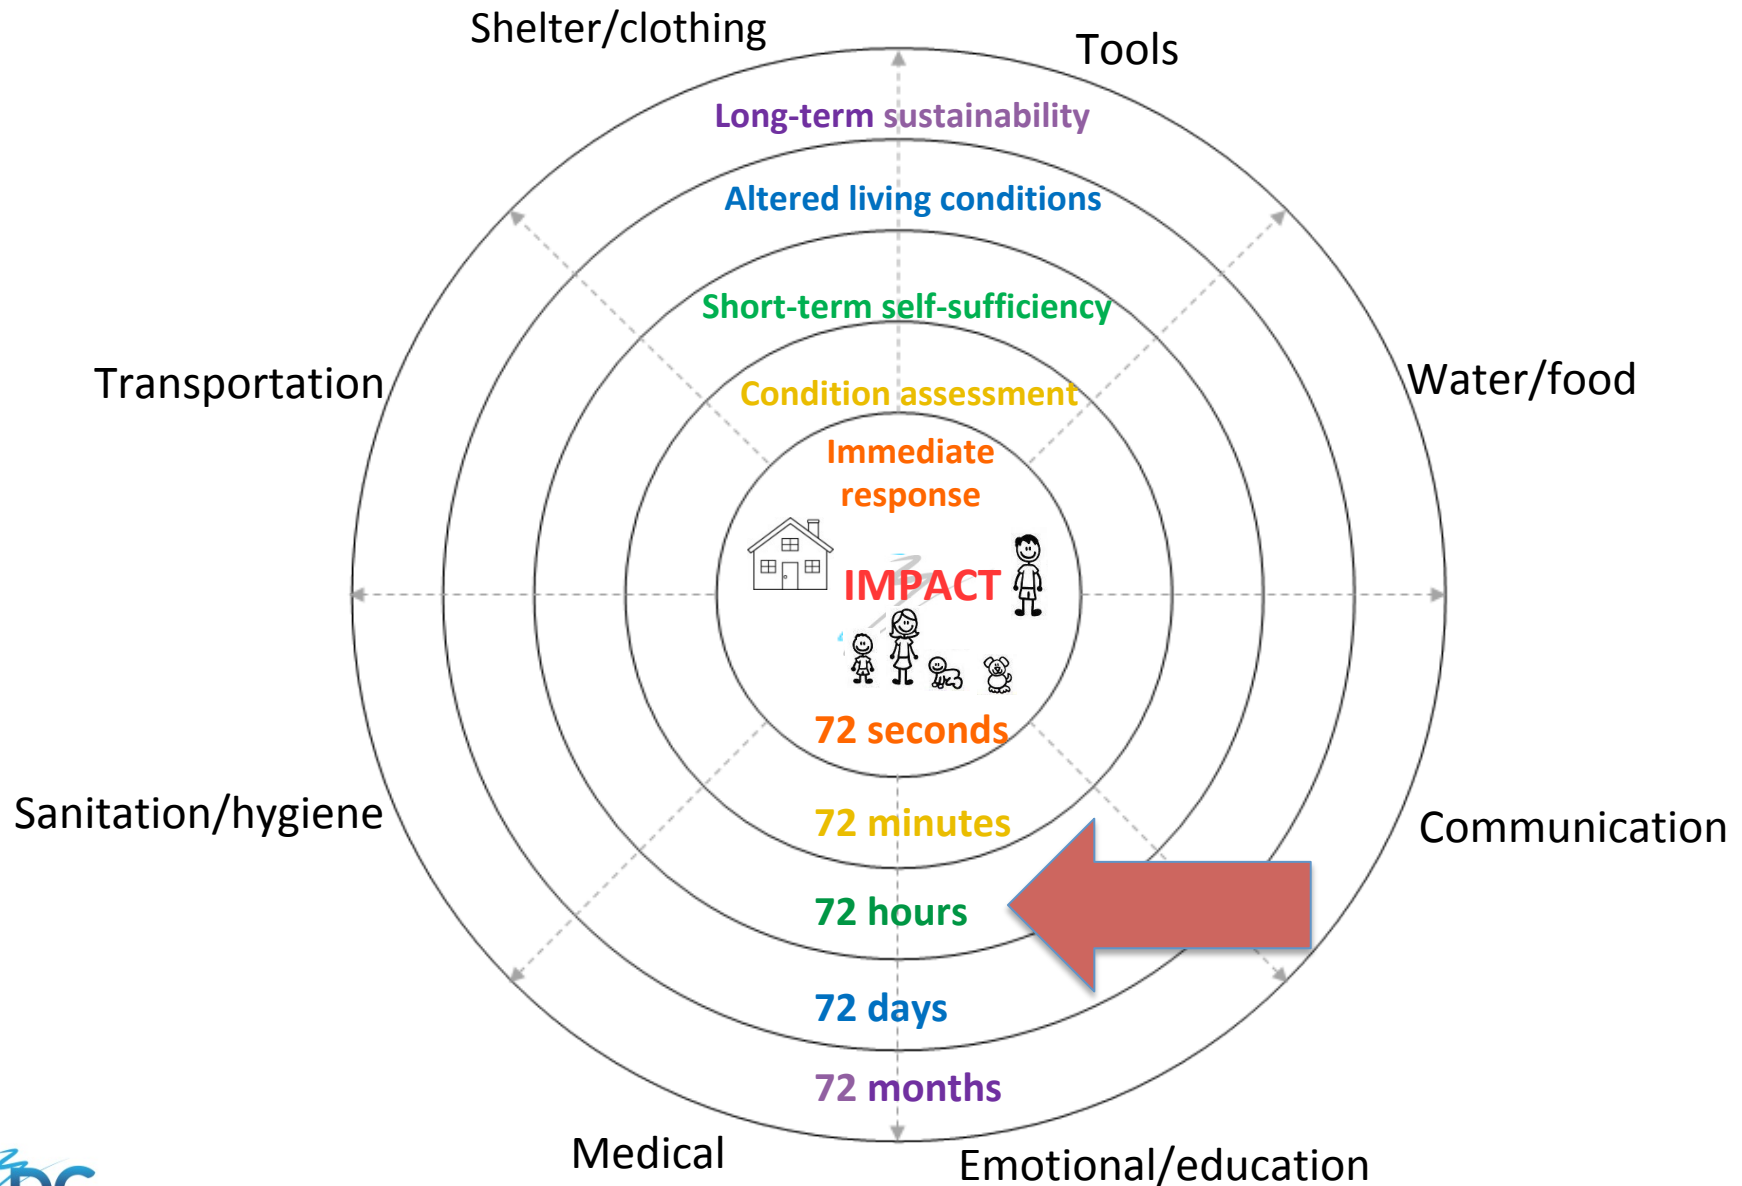 Shelter/clothing
Tools
Long-term sustainability
Altered living conditions
Short-term self-sufficiency
Transportation
Water/food
Condition assessment
Immediate
response
IMPACT
72 seconds
Sanitation/hygiene
72 minutes
Communication
72 hours
72 days
72 months
Medical
Emotional/education